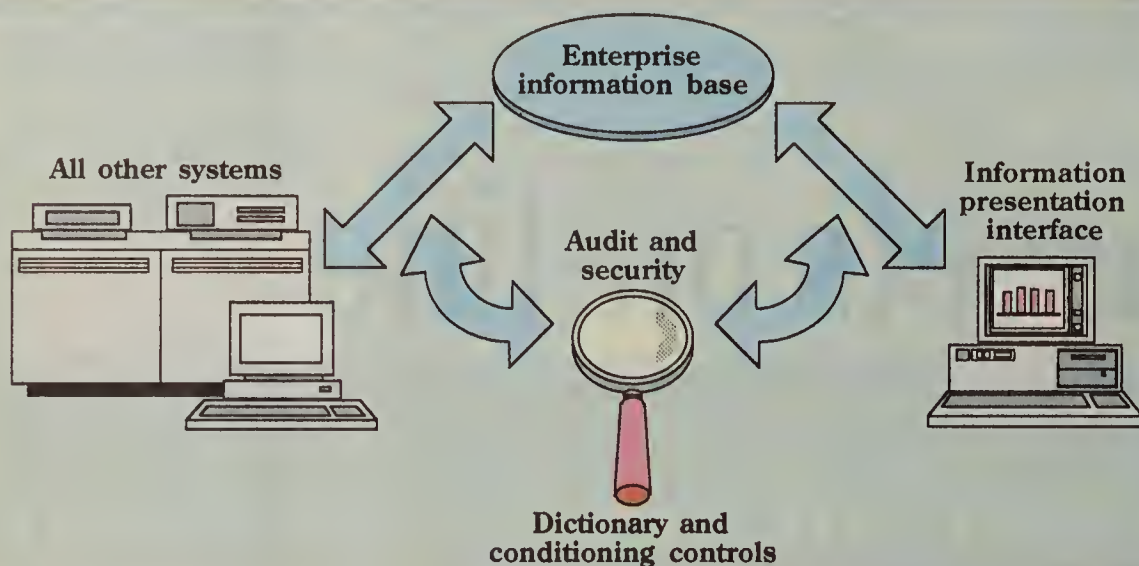 Enterprise
information base
All other systems
Information
presentation
interface
Audit and
security
Dictionary and
conditioning controls